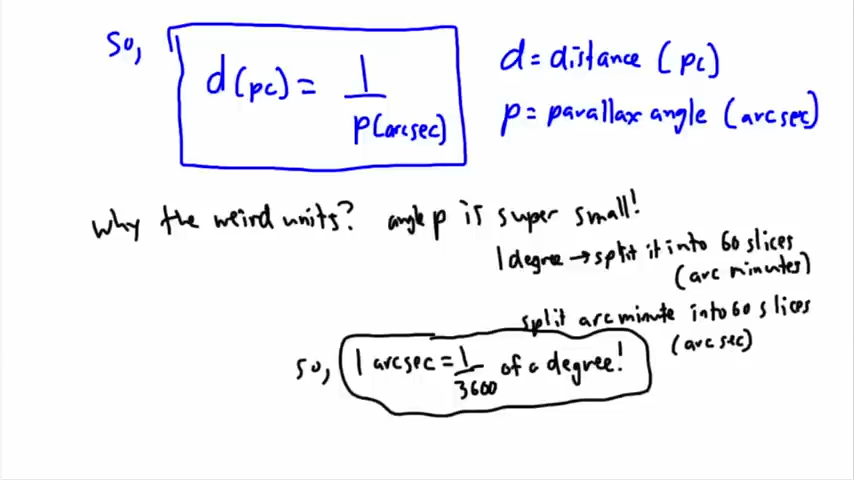 so,
d(pc) = 1/p(arcsec)
d = distance (pc)
p = parallax angle (arcsec)
why the weird units? angle p is super small!
1 degree → split it into 60 slices
(arc minutes)
split arc minute into 60 slices
(arc sec)
so, 1 arcsec = 1/3600 of a degree!